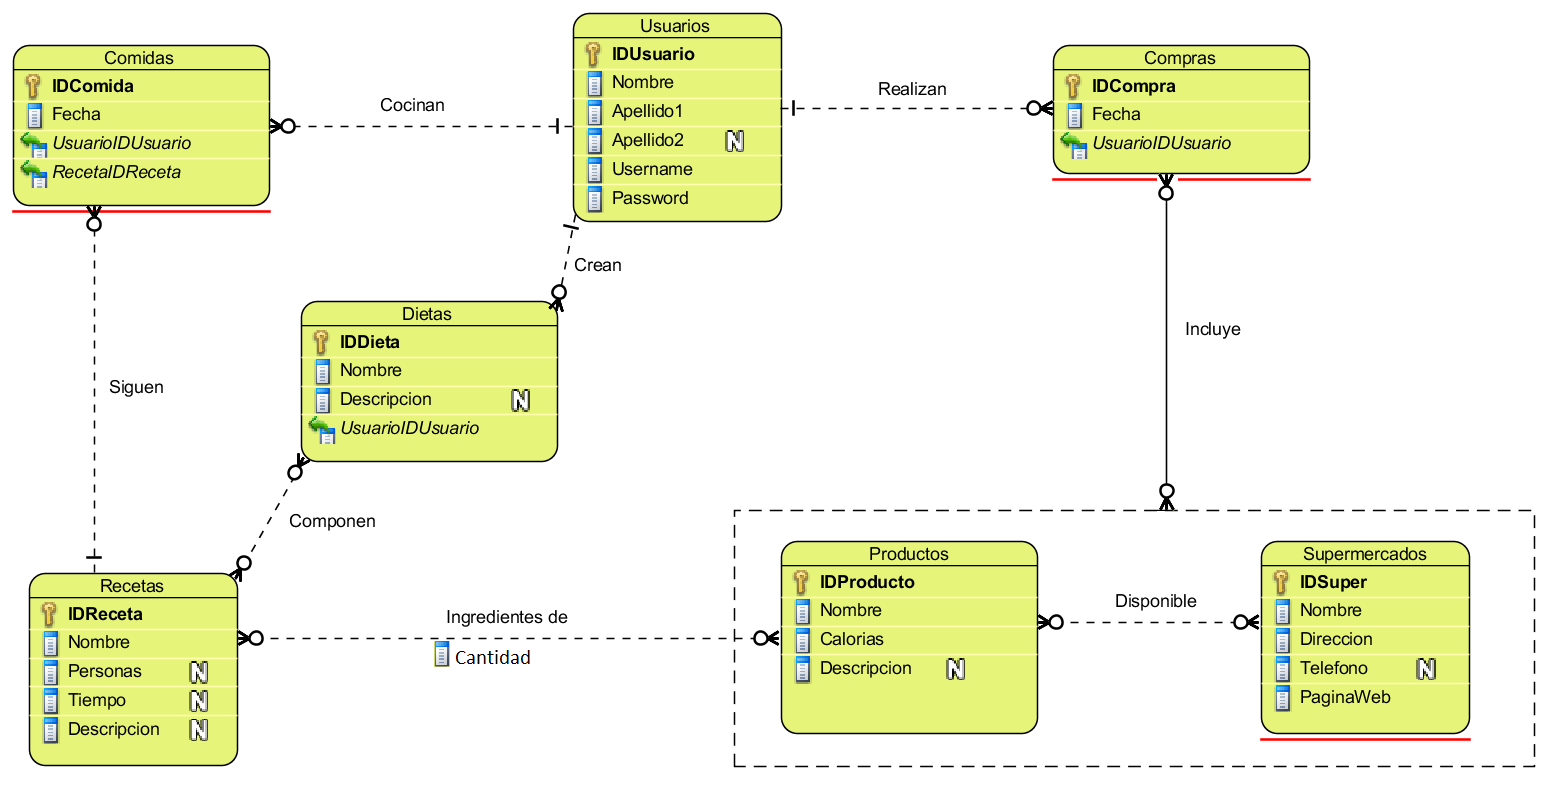 Comidas
IDComida
Fecha
UsuarioIDUsuario
RecetaIDReceta
Cocinan
Usuarios
IDUsuario
Nombre
Apellido1
Apellido2 N
Username
Password
Realizan
Compras
IDCompra
Fecha
UsuarioIDUsuario
Crean
Siguen
Dietas
IDDieta
Nombre
Descripcion N
UsuarioIDUsuario
Incluye
Componen
Recetas
IDReceta
Nombre
Personas N
Tiempo N
Descripcion N
Ingredientes de
Cantidad
Productos
IDProducto
Nombre
Calorias
Descripcion N
Disponible
Supermercados
IDSuper
Nombre
Direccion
Telefono N
PaginaWeb